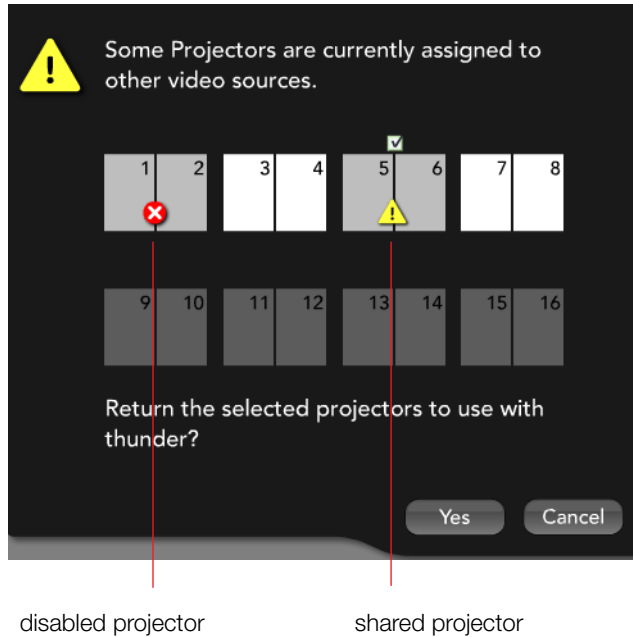 Some Projectors are currently assigned to
other video sources.
1 2 3 4 5 6 7 8
9 10 11 12 13 14 15 16
Return the selected projectors to use with
thunder?
Yes Cancel
disabled projector shared projector